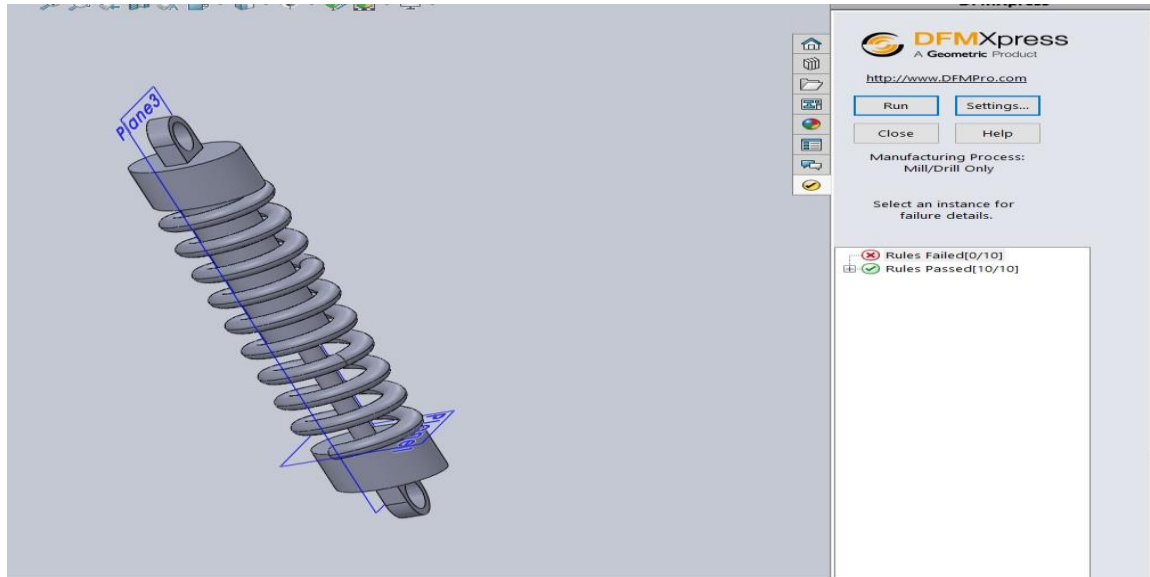 DFMXpress
Plane3
DFMXpress
A Geometric Product
http://www.DFMPro.com
Run
Settings...
Close
Help
Manufacturing Process:
Mill/Drill Only
Select an instance for
failure details.
Rules Failed[0/10]
Rules Passed[10/10]